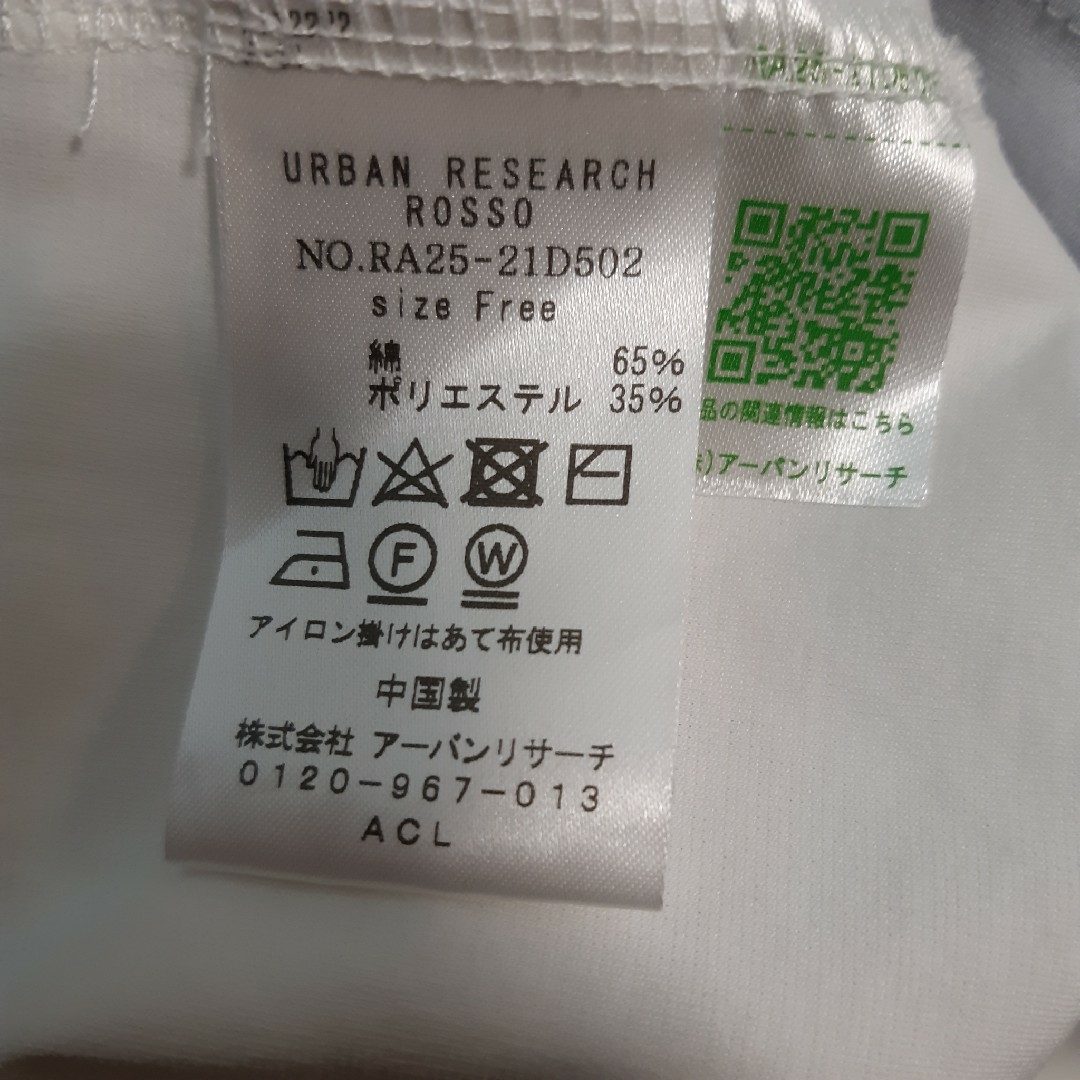 URBAN RESEARCH
ROSSO
NO.RA25-21D502
size Free
綿 65%
ポリエステル 35%
F W
アイロン掛けはあて布使用
中国製
株式会社 アーバンリサーチ
0120-967-013
ACL
品の関連情報はこちら
)アーバンリサーチ